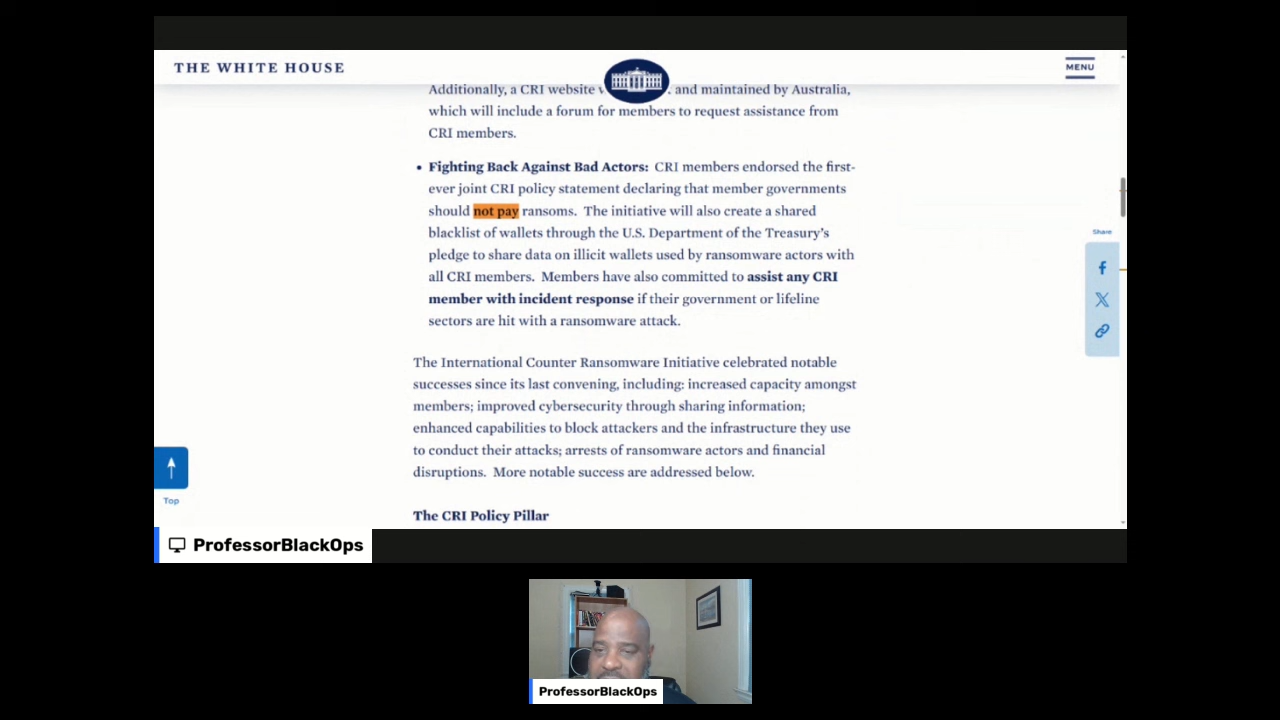 THE WHITE HOUSE
MENU
Additionally, a CRI website and maintained by Australia,
which will include a forum for members to request assistance from
CRI members.
• Fighting Back Against Bad Actors: CRI members endorsed the first-
ever joint CRI policy statement declaring that member governments
should not pay ransoms. The initiative will also create a shared
blacklist of wallets through the U.S. Department of the Treasury's
pledge to share data on illicit wallets used by ransomware actors with
all CRI members. Members have also committed to assist any CRI
member with incident response if their government or lifeline
sectors are hit with a ransomware attack.
The International Counter Ransomware Initiative celebrated notable
successes since its last convening, including: increased capacity amongst
members; improved cybersecurity through sharing information;
enhanced capabilities to block attackers and the infrastructure they use
to conduct their attacks; arrests of ransomware actors and financial
disruptions. More notable success are addressed below.
The CRI Policy Pillar
Share
Top
ProfessorBlackOps
ProfessorBlackOps